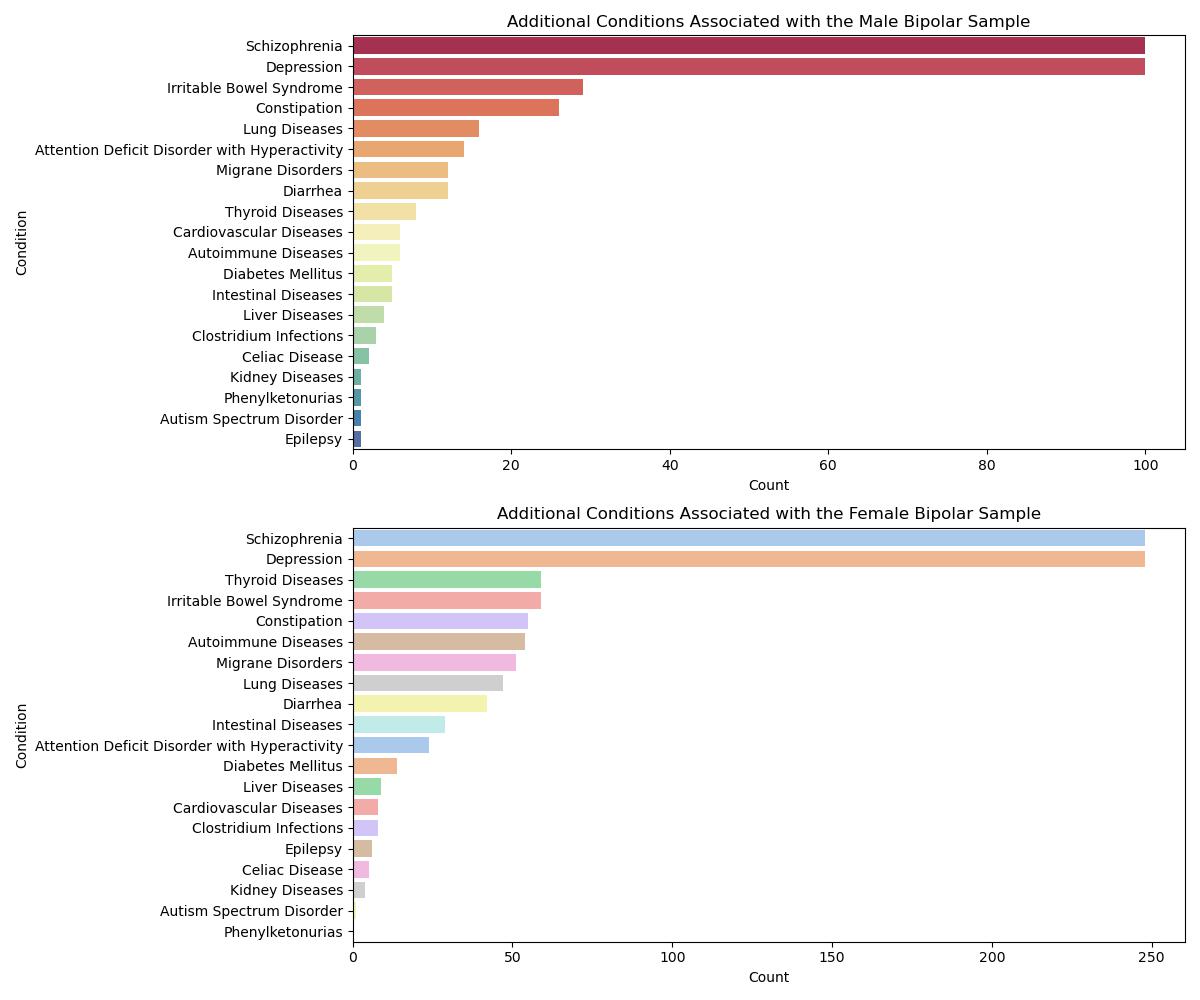 Additional Conditions Associated with the Male Bipolar Sample
Condition
Schizophrenia
Depression
Irritable Bowel Syndrome
Constipation
Lung Diseases
Attention Deficit Disorder with Hyperactivity
Migrane Disorders
Diarrhea
Thyroid Diseases
Cardiovascular Diseases
Autoimmune Diseases
Diabetes Mellitus
Intestinal Diseases
Liver Diseases
Clostridium Infections
Celiac Disease
Kidney Diseases
Phenylketonurias
Autism Spectrum Disorder
Epilepsy
0 20 40 60 80 100
Count
Additional Conditions Associated with the Female Bipolar Sample
Condition
Schizophrenia
Depression
Thyroid Diseases
Irritable Bowel Syndrome
Constipation
Autoimmune Diseases
Migrane Disorders
Lung Diseases
Diarrhea
Intestinal Diseases
Attention Deficit Disorder with Hyperactivity
Diabetes Mellitus
Liver Diseases
Cardiovascular Diseases
Clostridium Infections
Epilepsy
Celiac Disease
Kidney Diseases
Autism Spectrum Disorder
Phenylketonurias
0 50 100 150 200 250
Count